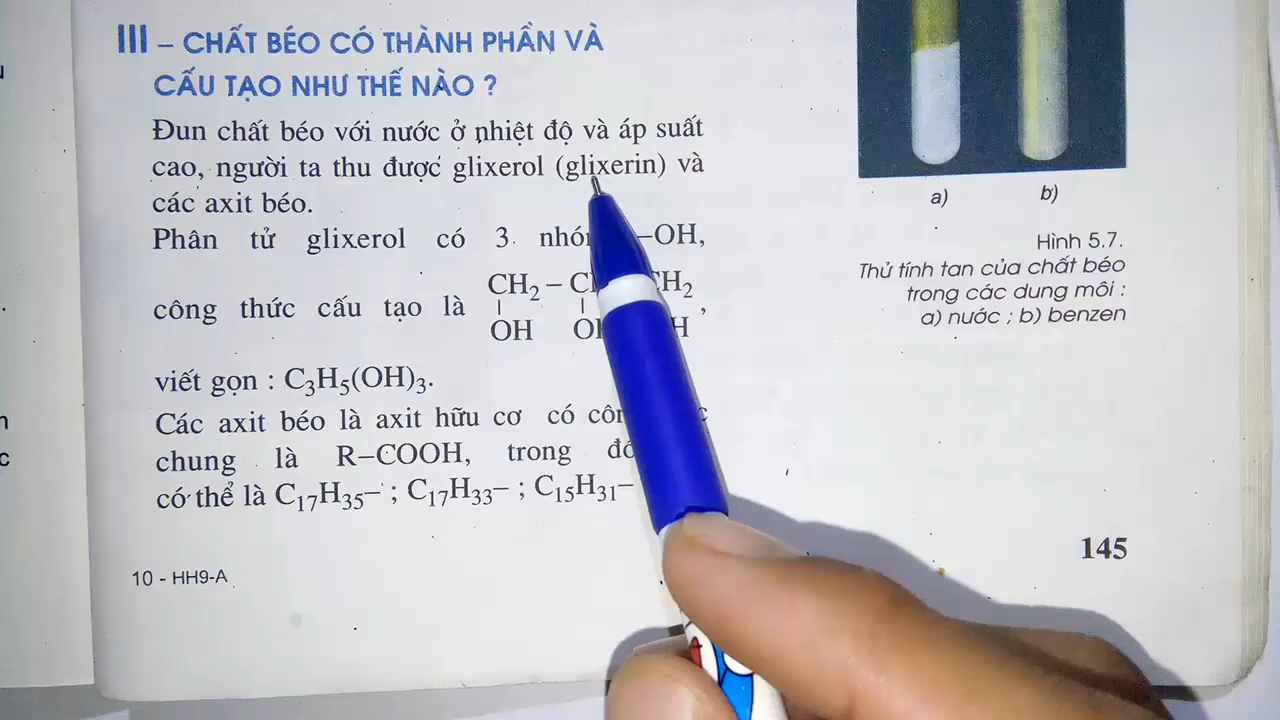 III – CHẤT BÉO CÓ THÀNH PHẦN VÀ
CẤU TẠO NHƯ THẾ NÀO ?
Đun chất béo với nước ở nhiệt độ và áp suất
cao, người ta thu được glixerol (glixerin) và
các axit béo.
Phân tử glixerol có 3 –OH,
CH₂ – CH₂
công thức cấu tạo là ,
OH
viết gọn : C₃H₅(OH)₃.
Các axit béo là axit hữu cơ có
chung là R–COOH, trong
có thể là C₁₇H₃₅– ; C₁₇H₃₃– ; C₁₅H₃₁–
10 - HH9-A
a) b)
Hình 5.7.
Thử tính tan của chất béo
trong các dung môi :
a) nước ; b) benzen
145